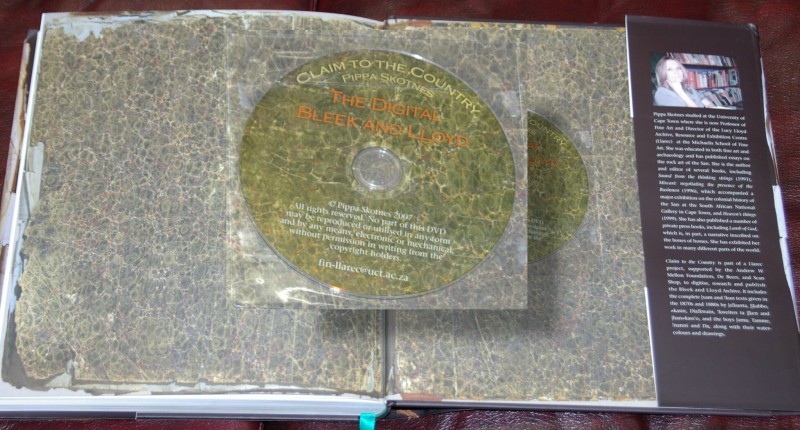 CLAIM TO THE COUNTRY
PIPPA SKOTNES
THE DIGITAL
BLEEK AND LLOYD
© Pippa Skotnes 2007
All rights reserved. No part of this DVD
may be reproduced or utilised in any form
and by any means, electronic or mechanical,
without permission in writing from the
copyright holders.
fin-llarec@uct.ac.za
Pippa Skotnes studied at the University of
Cape Town where she is now Professor of
Fine Art and Director of the Lucy Lloyd
Archive, Resource and Exhibition Centre
(Llarec) at the Michaelis School of Fine
Art. She was educated in both fine art and
archaeology and has published essays on
the rock art of the San. She is the author
and editor of several books, including
Sound from the thinking strings (1991),
Miscast: negotiating the presence of the
Bushmen (1996), which accompanied a
major exhibition on the colonial history of
the San at the South African National
Gallery in Cape Town, and Heaven's things
(1999). She has also published a number of
private press books, including Lamb of God,
which is, in part, a narrative inscribed on
the bones of horses. She has exhibited her
work in many different parts of the world.
Claim to the Country is part of a Llarec
project, supported by the Andrew W.
Mellon Foundation, De Beers, and Scan
Shop, to digitise, research and publish
the Bleek and Lloyd Archive. It includes
the complete |xam and !kun texts given in
the 1870s and 1880s by
and the boys !nanni, Tamme,
and Da, along with their water-
colours and drawings.